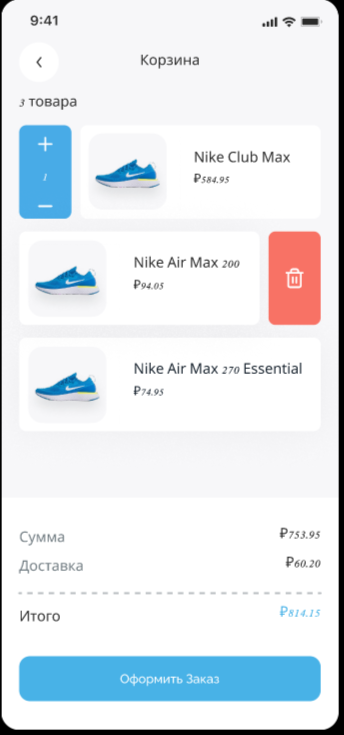 9:41
Корзина
3 товара
Nike Club Max
₽584.95
1
Nike Air Max 200
₽94.05
Nike Air Max 270 Essential
₽74.95
Сумма ₽753.95
Доставка ₽60.20
Итого ₽814.15
Оформить Заказ